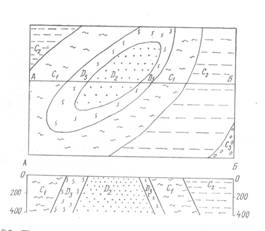 C₂
А C₁ D₃ D₂ D₃ C₁ C₂ Б
C₃
А Б
0 0
200 C₁ D₃ D₂ D₃ C₁ C₂ 200
400 400